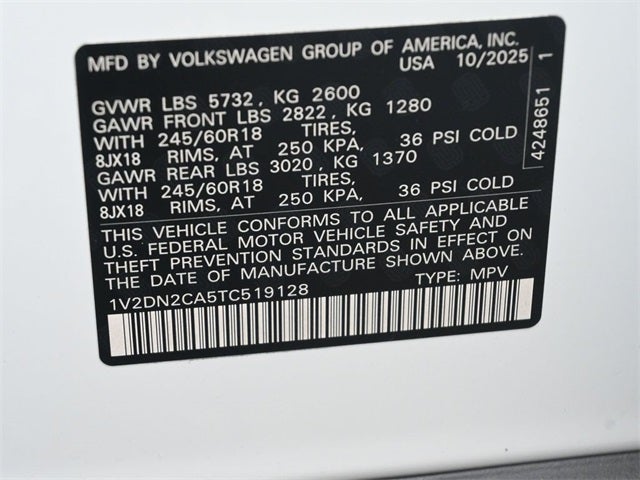 MFD BY VOLKSWAGEN GROUP OF AMERICA, INC.
USA 10/2025
GVWR LBS 5732, KG 2600
GAWR FRONT LBS 2822, KG 1280
WITH 245/60R18 TIRES,
8JX18 RIMS, AT 250 KPA, 36 PSI COLD
GAWR REAR LBS 3020, KG 1370
WITH 245/60R18 TIRES,
8JX18 RIMS, AT 250 KPA, 36 PSI COLD
THIS VEHICLE CONFORMS TO ALL APPLICABLE
U.S. FEDERAL MOTOR VEHICLE SAFETY AND
THEFT PREVENTION STANDARDS IN EFFECT ON
THE DATE OF MANUFACTURE SHOWN ABOVE.
1V2DN2CA5TC519128 TYPE: MPV
4248651 1